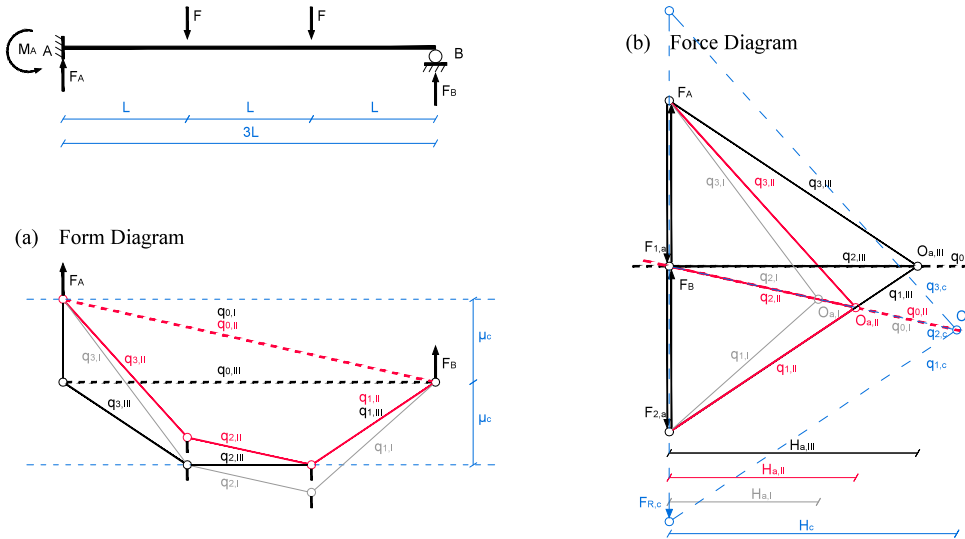 F
F
M_A
A
B
F_A
F_B
L
L
L
3L
(a) Form Diagram
F_A
q_0,I
q_0,II
μ_c
F_B
q_3,I
q_3,II
q_0,III
q_1,II
q_1,III
q_3,III
μ_c
q_2,II
q_2,III
q_1,I
q_2,I
(b) Force Diagram
F_A
q_3,I
q_3,II
q_3,III
F_1,a
q_2,III
O_a,III
q_0
F_B
q_2,I
q_3,c
q_2,II
q_1,III
O_a,I
O_a,II
q_0,I
q_0,II
O
q_2,c
q_1,I
q_1,II
q_1,c
F_2,a
H_a,III
H_a,II
H_a,I
F_R,c
H_c